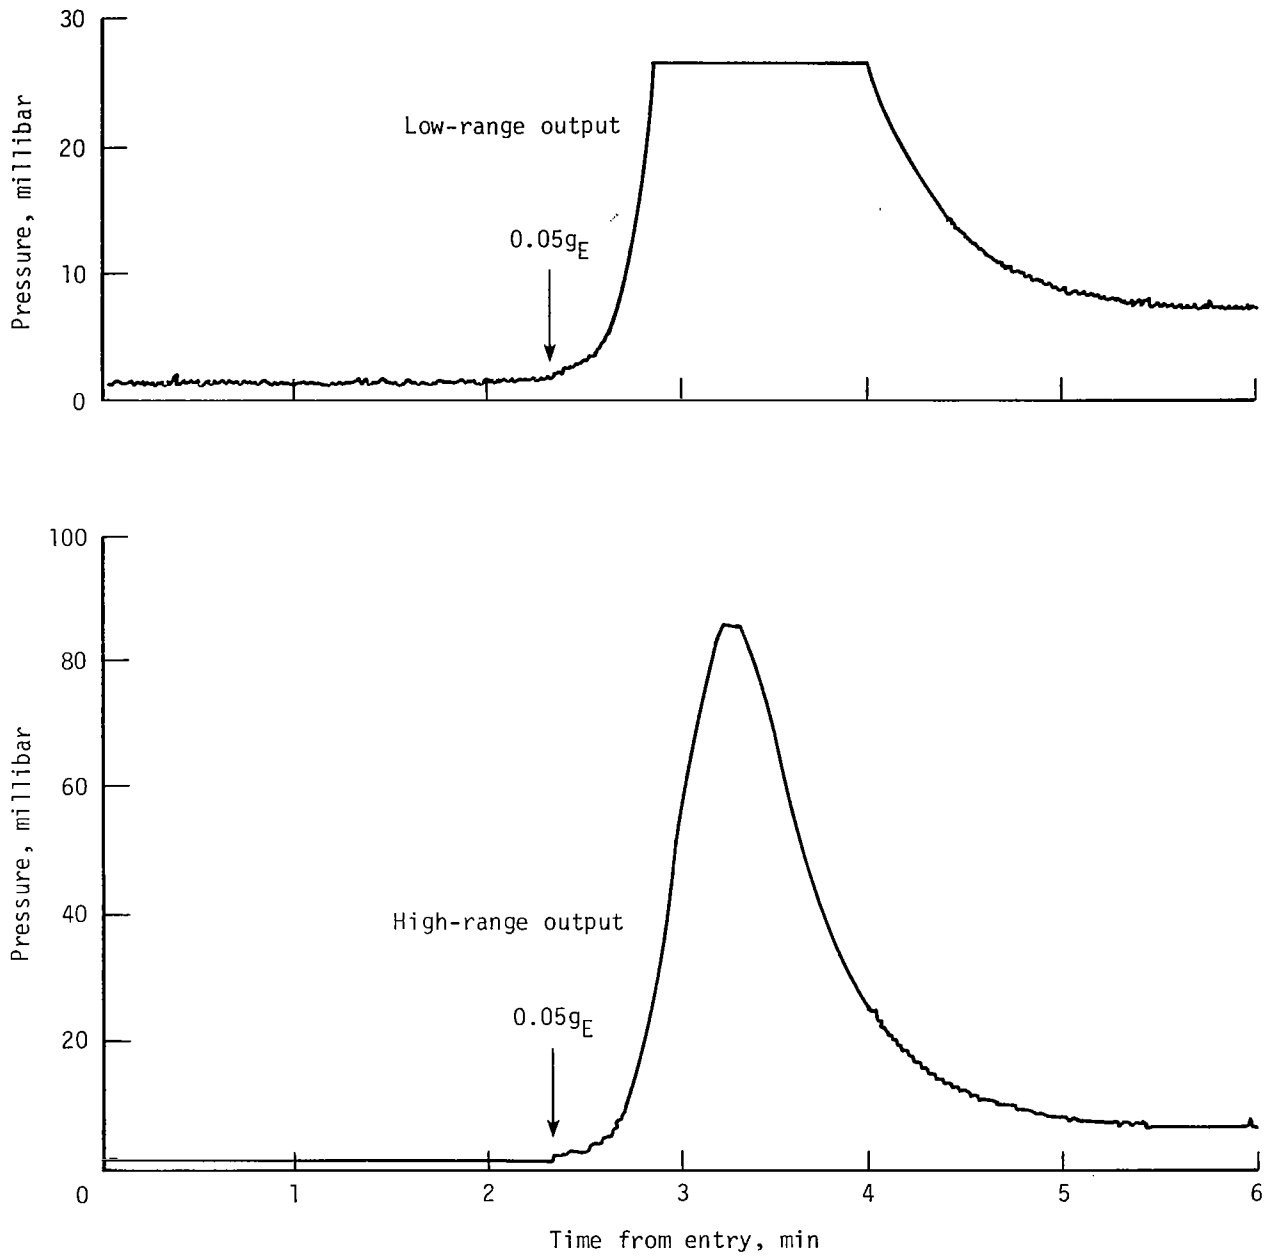 30
20
10
0
Pressure, millibar
Low-range output
0.05gE
100
80
60
40
20
0
Pressure, millibar
High-range output
0.05gE
1 2 3 4 5 6
Time from entry, min